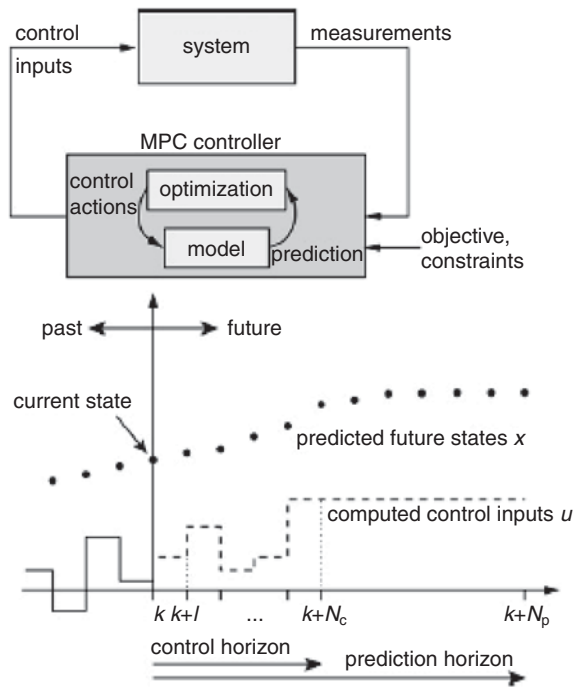 control
inputs
system
measurements
MPC controller
control
actions
optimization
model
prediction
objective,
constraints
past
future
current state
predicted future states x
computed control inputs u
k k+l ... k+Nc k+Np
control horizon
prediction horizon